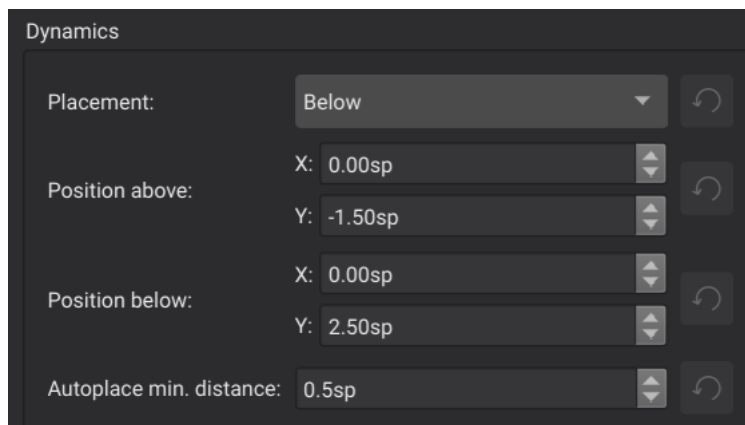 Dynamics
Placement: Below
X: 0.00sp
Position above:
Y: -1.50sp
X: 0.00sp
Position below:
Y: 2.50sp
Autoplace min. distance: 0.5sp